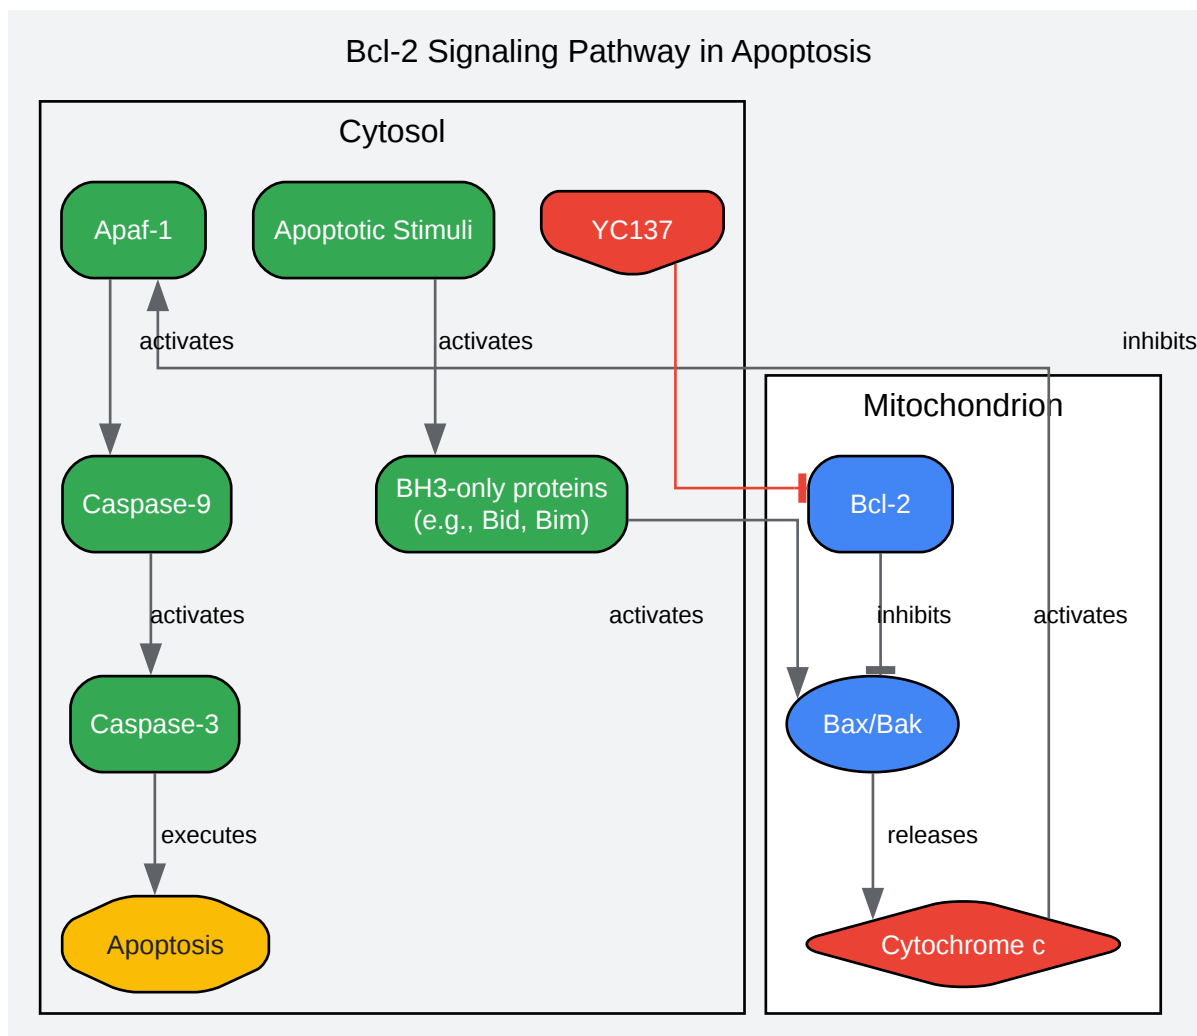 Bcl-2 Signaling Pathway in Apoptosis
Cytosol
Apaf-1
Apoptotic Stimuli
YC137
activates
activates
inhibits
Mitochondrion
Caspase-9
BH3-only proteins
(e.g., Bid, Bim)
Bcl-2
activates
activates
inhibits
activates
Caspase-3
Bax/Bak
executes
releases
Apoptosis
Cytochrome c